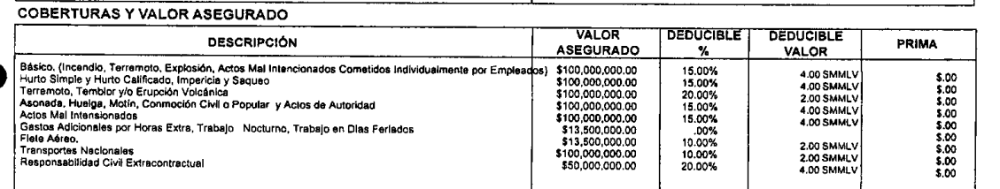 COBERTURAS Y VALOR ASEGURADO
DESCRIPCIÓN VALOR ASEGURADO DEDUCIBLE % DEDUCIBLE VALOR PRIMA
Básico, (Incendio, Terremoto, Explosión, Actos Mal Intencionados Cometidos Individualmente por Empleados) $100,000,000.00 15.00% 4.00 SMMLV $.00
Hurto Simple y Hurto Calificado, Impericia y Saqueo $100,000,000.00 15.00% 4.00 SMMLV $.00
Terremoto, Temblor y/o Erupción Volcánica $100,000,000.00 20.00% 2.00 SMMLV $.00
Asonada, Huelga, Motín, Conmoción Civil o Popular y Actos de Autoridad $100,000,000.00 15.00% 4.00 SMMLV $.00
Actos Mal Intensionados $100,000,000.00 15.00% 4.00 SMMLV $.00
Gastos Adicionales por Horas Extra, Trabajo Nocturno, Trabajo en Dias Feriados $13,500,000.00 .00% $.00
Flete Aéreo. $13,500,000.00 10.00% 2.00 SMMLV $.00
Transportes Nacionales $100,000,000.00 10.00% 2.00 SMMLV $.00
Responsabilidad Civil Extracontractual $50,000,000.00 20.00% 4.00 SMMLV $.00